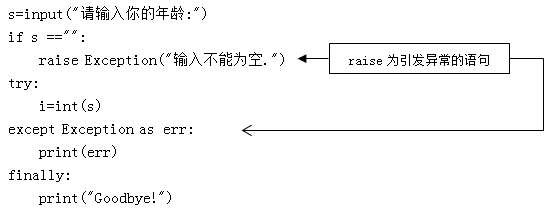 s=input("请输入你的年龄:")
if s =="":
    raise Exception("输入不能为空.")
raise 为引发异常的语句
try:
    i=int(s)
except Exception as err:
    print(err)
finally:
    print("Goodbye!")